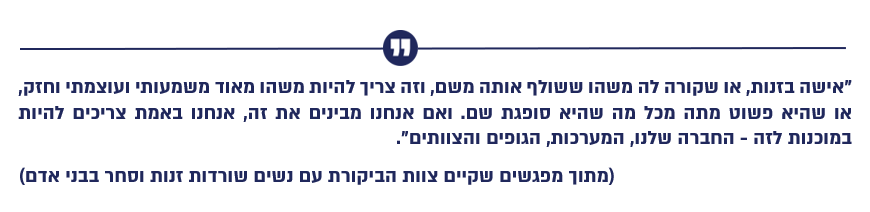 "אישה בזנות, או שקורה לה משהו ששולף אותה משם, וזה צריך להיות משהו מאוד משמעותי ועוצמתי וחזק,
או שהיא פשוט מתה מכל מה שהיא סופגת שם. ואם אנחנו מבינים את זה, אנחנו באמת צריכים להיות
במוכנות לזה - החברה שלנו, המערכות, הגופים והצוותים".
(מתוך מפגשים שקיים צוות הביקורת עם נשים שורדות זנות וסחר בבני אדם)